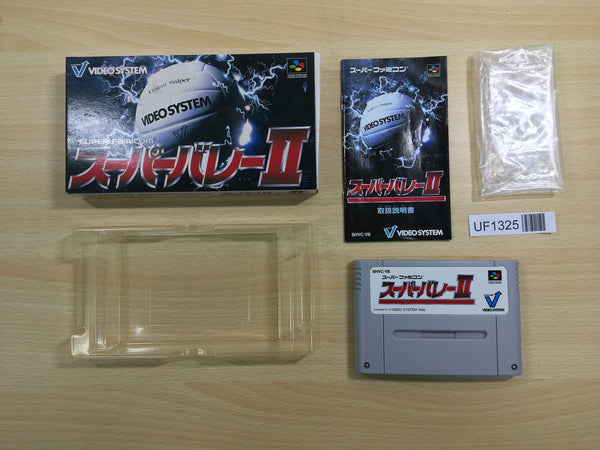 VIDEO SYSTEM
Violent Sniper
VIDEO SYSTEM
SUPER Famicom
スーパーバレーII
スーパーファミコン
VIDEO SYSTEM
スーパーバレーII
取扱説明書
SHVC-V8
VIDEO SYSTEM
UF1325
SHVC-V8
スーパーファミコン
スーパーバレーII
VIDEO SYSTEM